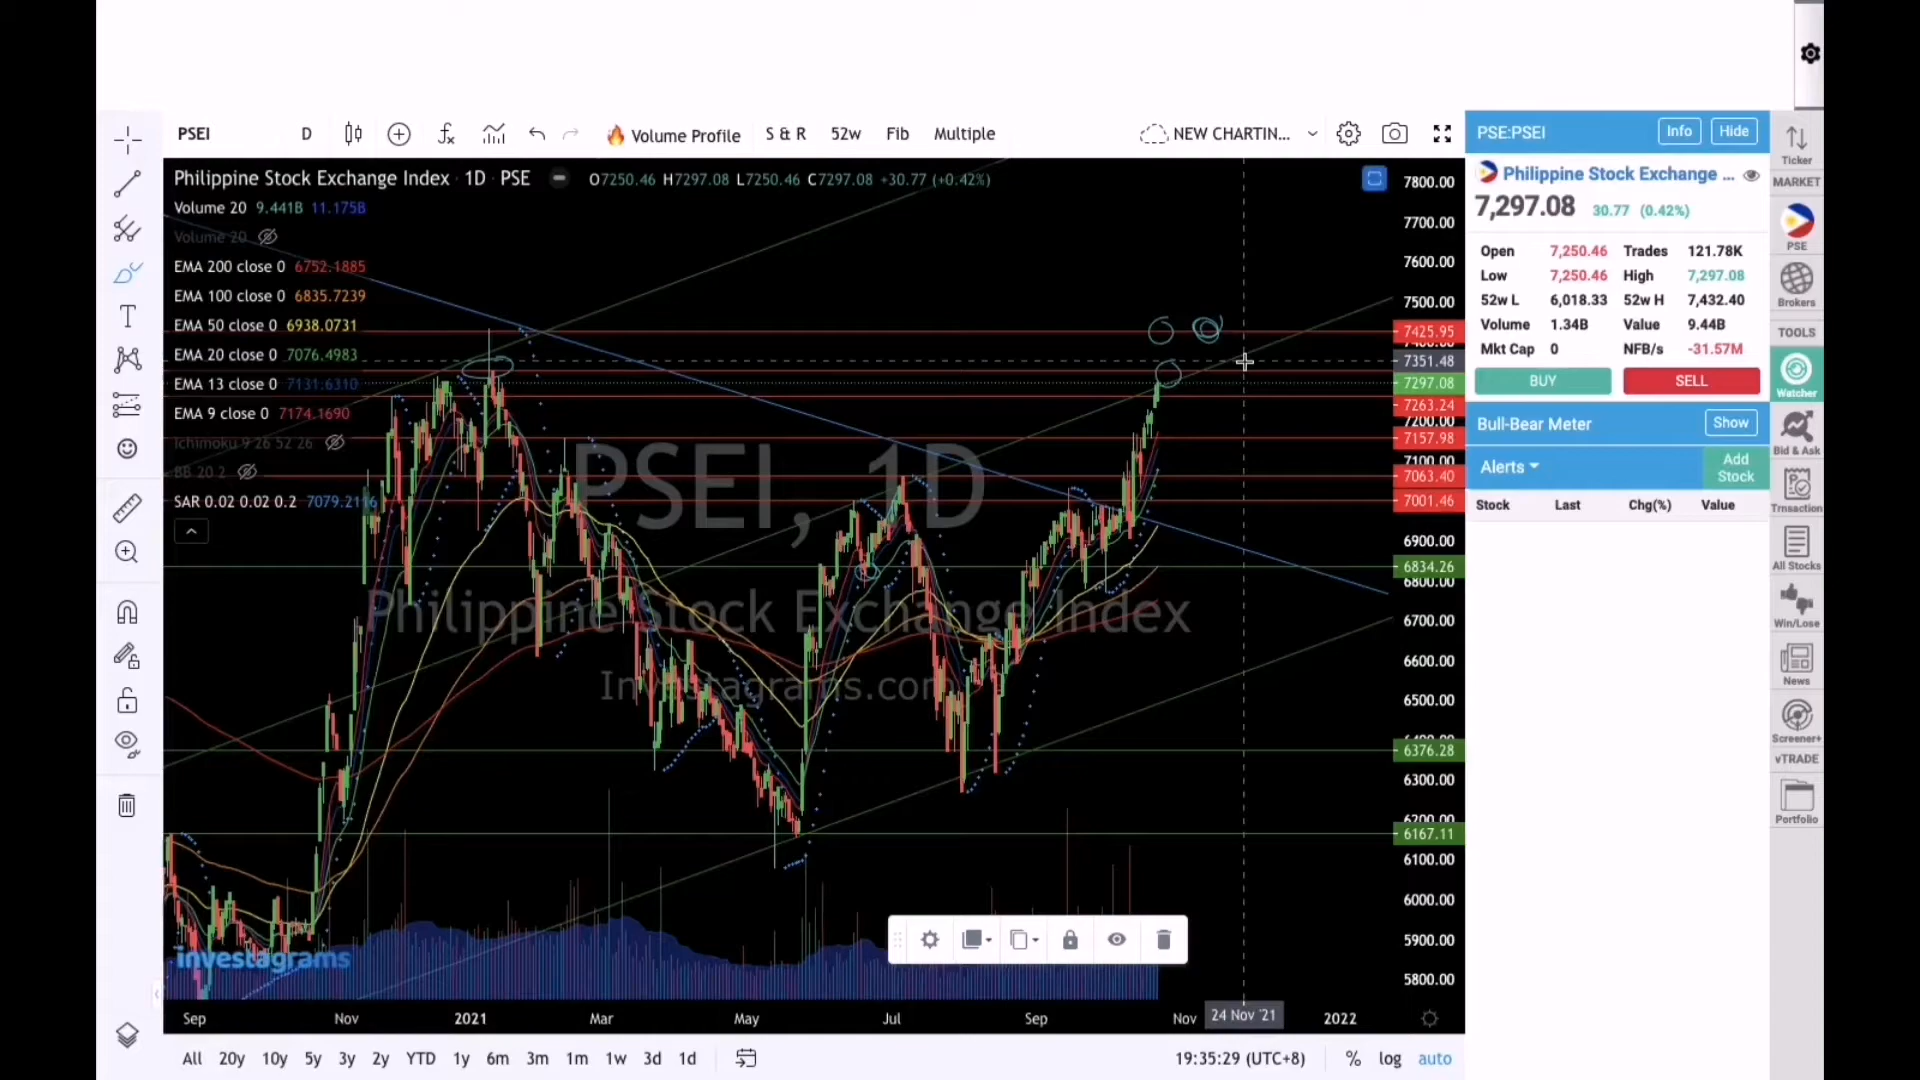 PSEI D Volume Profile S & R 52w Fib Multiple NEW CHARTIN...
Philippine Stock Exchange Index · 1D · PSE O7250.46 H7297.08 L7250.46 C7297.08 +30.77 (+0.42%)
Volume 20 9.441B 11.175B
Volume 20
EMA 200 close 0 6752.1885
EMA 100 close 0 6835.7239
EMA 50 close 0 6938.0731
EMA 20 close 0 7076.4983
EMA 13 close 0 7131.6310
EMA 9 close 0 7174.1690
Ichimoku 9 26 52 26
BB 20 2
SAR 0.02 0.02 0.2 7079.2116
PSEI, 1D
Philippine Stock Exchange Index
Investagrams.com
investagrams
7800.00
7700.00
7600.00
7500.00
7425.95
7351.48
7297.08
7263.24
7200.00
7157.98
7100.00
7063.40
7001.46
6900.00
6834.26
6800.00
6700.00
6600.00
6500.00
6376.28
6300.00
6200.00
6167.11
6100.00
6000.00
5900.00
5800.00
Sep Nov 2021 Mar May Jul Sep Nov 24 Nov '21 2022
All 20y 10y 5y 3y 2y YTD 1y 6m 3m 1m 1w 3d 1d 19:35:29 (UTC+8) % log auto
PSE:PSEI Info Hide
Philippine Stock Exchange ...
7,297.08 30.77 (0.42%)
Open 7,250.46 Trades 121.78K
Low 7,250.46 High 7,297.08
52w L 6,018.33 52w H 7,432.40
Volume 1.34B Value 9.44B
Mkt Cap 0 NFB/s -31.57M
BUY SELL
Bull-Bear Meter Show
Alerts Add Stock
Stock Last Chg(%) Value
Ticker
MARKET
PSE
Brokers
TOOLS
Watcher
Bid & Ask
Trnsaction
All Stocks
Win/Lose
News
Screener+
vTRADE
Portfolio